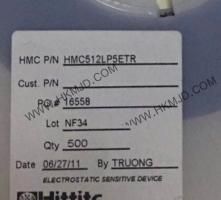 HMC P/N HMC512LP5ETR
Cust. P/N
PO # 16558
Lot NF34
Qty 500
Date 06/27/11 By TRUONG
ELECTROSTATIC SENSITIVE DEVICE
Hittite
www.HKMJD.COM